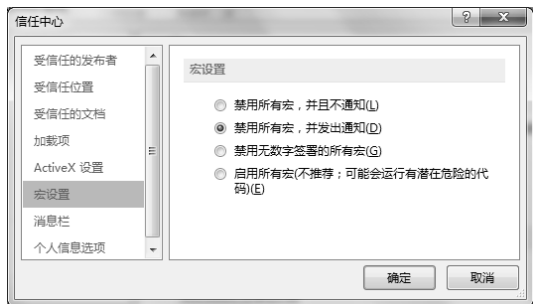 信任中心
受信任的发布者
受信任位置
受信任的文档
加载项
ActiveX 设置
宏设置
消息栏
个人信息选项
宏设置
禁用所有宏，并且不通知(L)
禁用所有宏，并发出通知(D)
禁用无数字签署的所有宏(G)
启用所有宏(不推荐；可能会运行有潜在危险的代
码)(E)
确定
取消